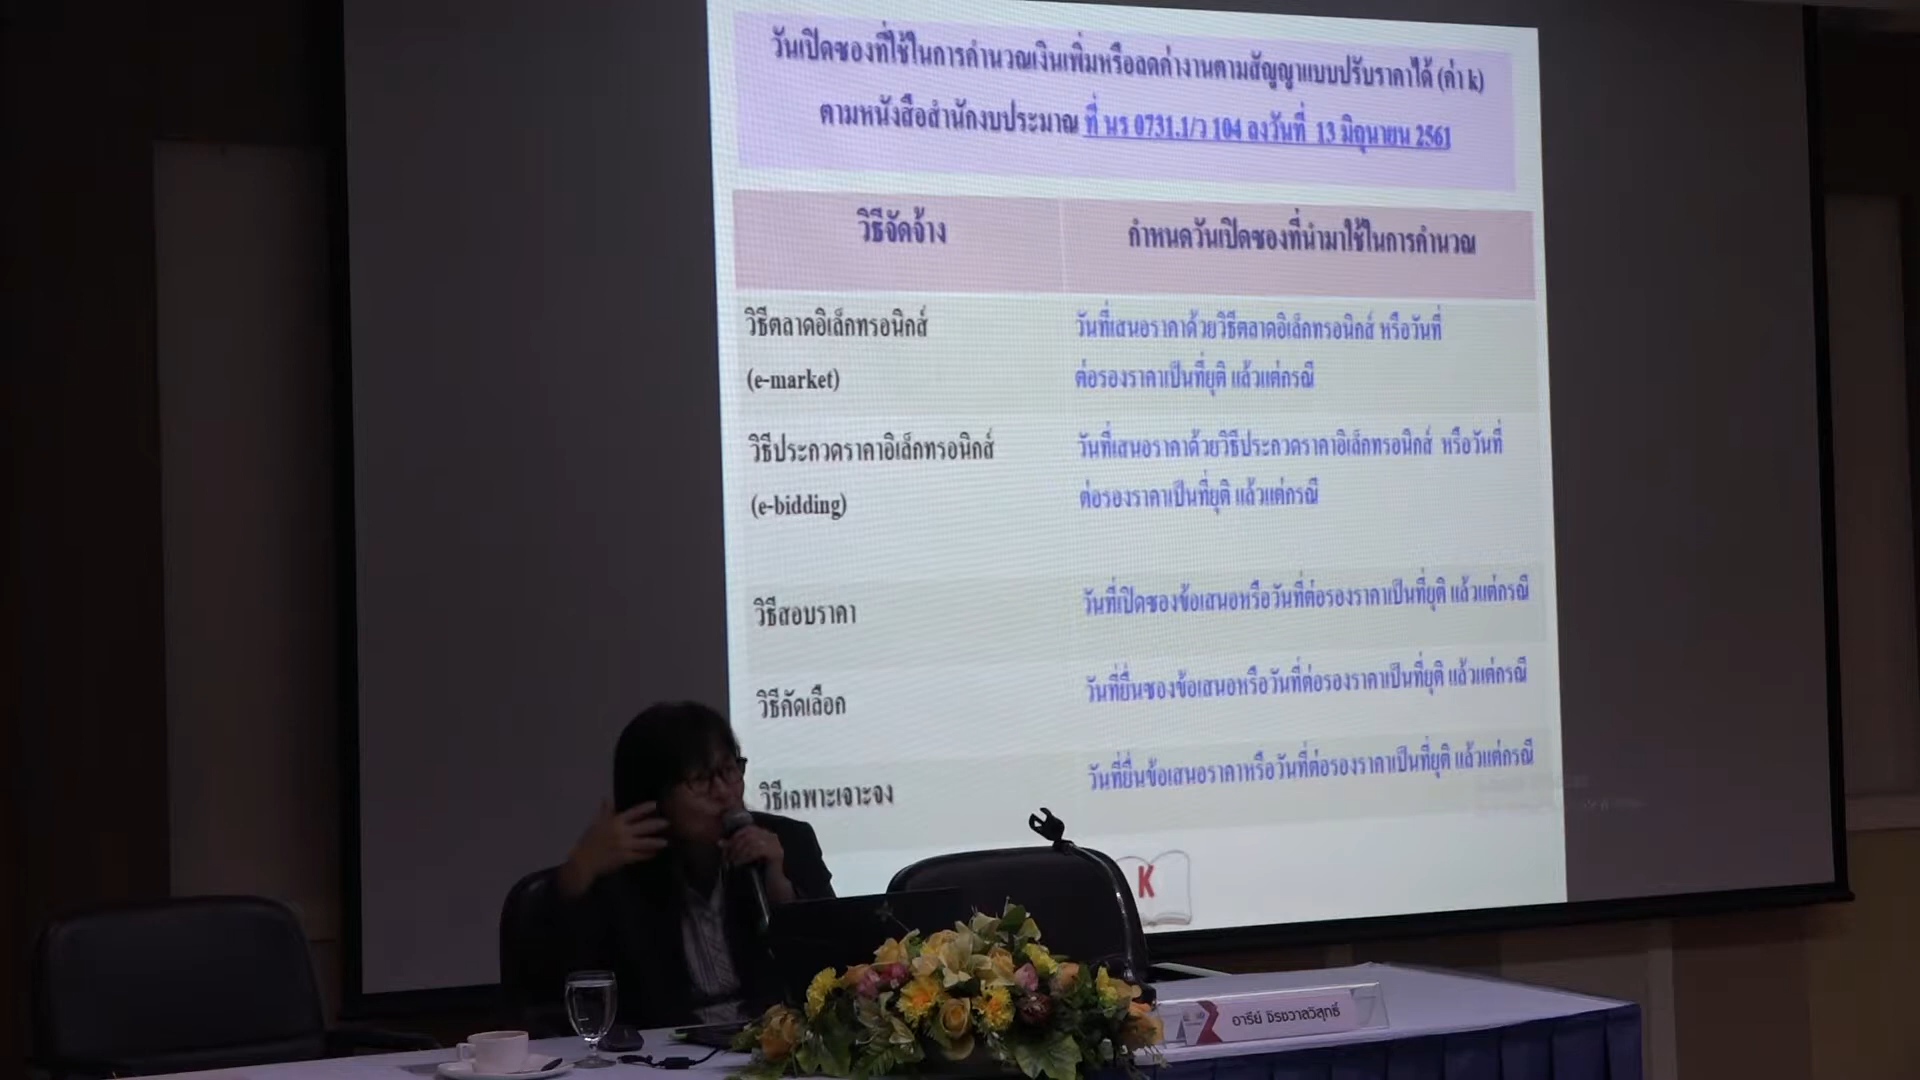 วันเปิดซองที่ใช้ในการคำนวณเงินเพิ่มหรือลดค่างานตามสัญญาแบบปรับราคาได้ (ค่า k)
ตามหนังสือสำนักงบประมาณ ที่ นร 0731.1/ว 104 ลงวันที่ 13 มิถุนายน 2561
วิธีจัดจ้าง
กำหนดวันเปิดซองที่นำมาใช้ในการคำนวณ
วิธีตลาดอิเล็กทรอนิกส์
(e-market)
วันที่เสนอราคาด้วยวิธีตลาดอิเล็กทรอนิกส์ หรือวันที่
ต่อรองราคาเป็นที่ยุติ แล้วแต่กรณี
วิธีประกวดราคาอิเล็กทรอนิกส์
(e-bidding)
วันที่เสนอราคาด้วยวิธีประกวดราคาอิเล็กทรอนิกส์ หรือวันที่
ต่อรองราคาเป็นที่ยุติ แล้วแต่กรณี
วิธีสอบราคา
วันที่เปิดซองข้อเสนอหรือวันที่ต่อรองราคาเป็นที่ยุติ แล้วแต่กรณี
วิธีคัดเลือก
วันที่ยื่นซองข้อเสนอหรือวันที่ต่อรองราคาเป็นที่ยุติ แล้วแต่กรณี
วิธีเฉพาะเจาะจง
วันที่ยื่นข้อเสนอราคาหรือวันที่ต่อรองราคาเป็นที่ยุติ แล้วแต่กรณี
K
อารีย์ จิรชวาลวิสุทธิ์